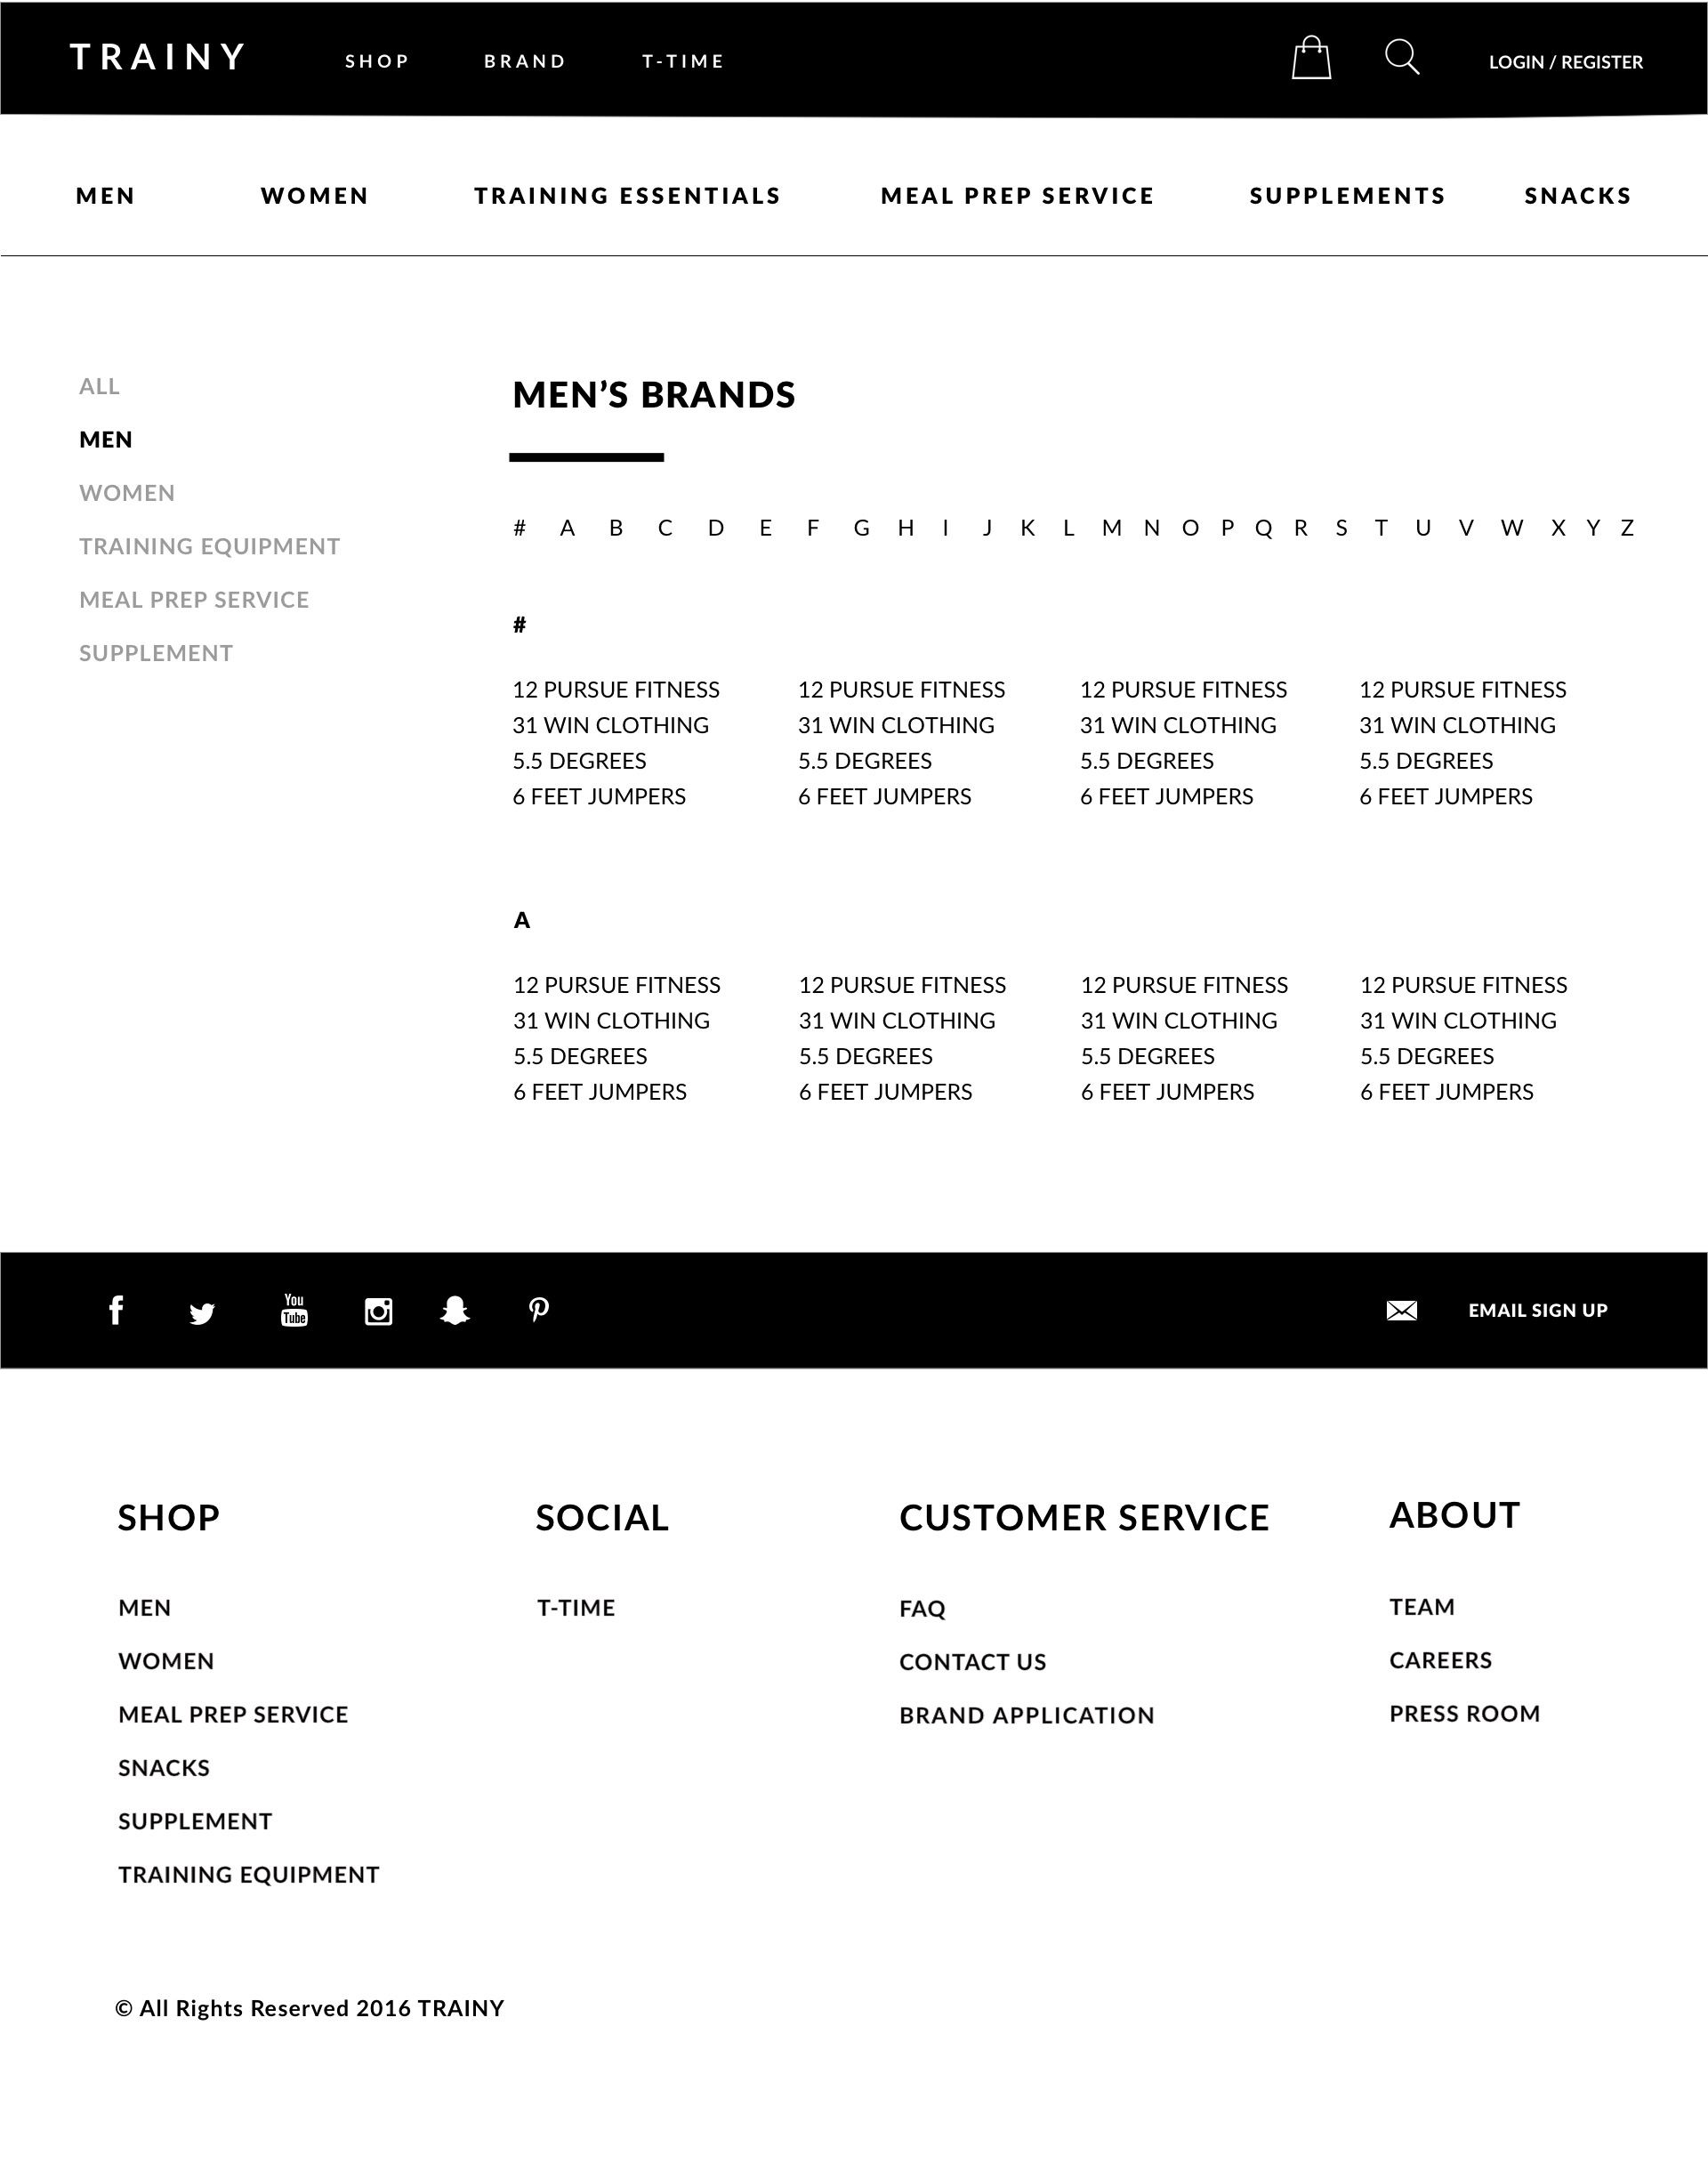 TRAINY SHOP BRAND T-TIME LOGIN / REGISTER
MEN WOMEN TRAINING ESSENTIALS MEAL PREP SERVICE SUPPLEMENTS SNACKS
ALL
MEN
WOMEN
TRAINING EQUIPMENT
MEAL PREP SERVICE
SUPPLEMENT
MEN’S BRANDS
# A B C D E F G H I J K L M N O P Q R S T U V W X Y Z
#
12 PURSUE FITNESS 12 PURSUE FITNESS 12 PURSUE FITNESS 12 PURSUE FITNESS
31 WIN CLOTHING 31 WIN CLOTHING 31 WIN CLOTHING 31 WIN CLOTHING
5.5 DEGREES 5.5 DEGREES 5.5 DEGREES 5.5 DEGREES
6 FEET JUMPERS 6 FEET JUMPERS 6 FEET JUMPERS 6 FEET JUMPERS
A
12 PURSUE FITNESS 12 PURSUE FITNESS 12 PURSUE FITNESS 12 PURSUE FITNESS
31 WIN CLOTHING 31 WIN CLOTHING 31 WIN CLOTHING 31 WIN CLOTHING
5.5 DEGREES 5.5 DEGREES 5.5 DEGREES 5.5 DEGREES
6 FEET JUMPERS 6 FEET JUMPERS 6 FEET JUMPERS 6 FEET JUMPERS
You
Tube
EMAIL SIGN UP
SHOP
MEN
WOMEN
MEAL PREP SERVICE
SNACKS
SUPPLEMENT
TRAINING EQUIPMENT
SOCIAL
T-TIME
CUSTOMER SERVICE
FAQ
CONTACT US
BRAND APPLICATION
ABOUT
TEAM
CAREERS
PRESS ROOM
© All Rights Reserved 2016 TRAINY